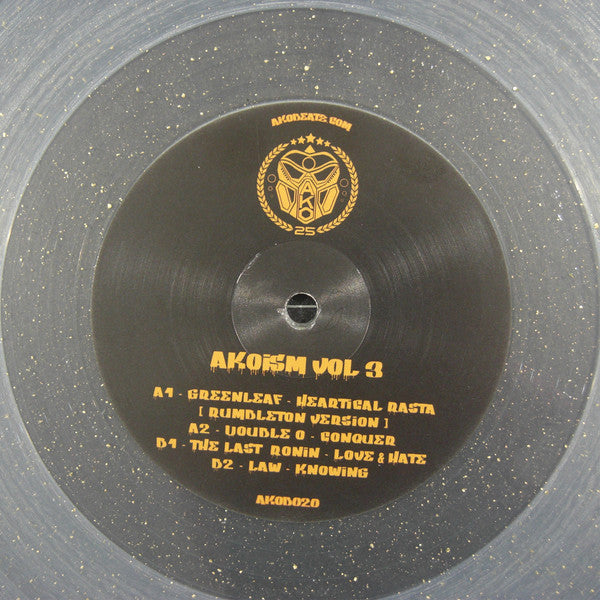 AKOBEATS.COM
AKO
25
AKOISM VOL 3
A1 - GREENLEAF - HEARTICAL RASTA
[ RUMBLETON VERSION ]
A2 - DOUBLE O - CONQUER
B1 - THE LAST RONIN - LOVE & HATE
B2 - LAW - KNOWING
AKOB020